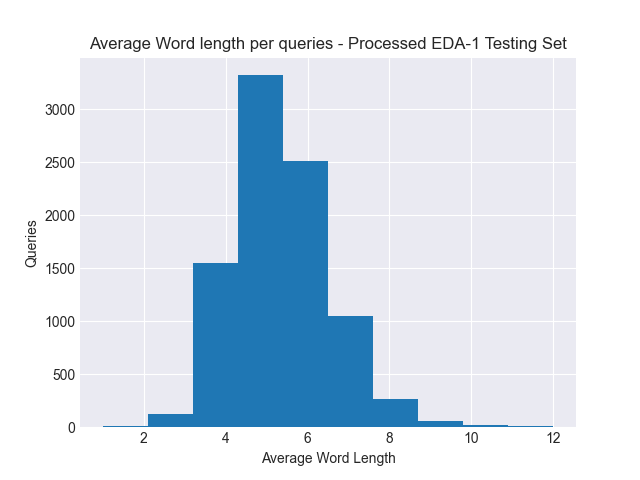 Average Word length per queries - Processed EDA-1 Testing Set
3000
2500
2000
1500
1000
500
0
Queries
2 4 6 8 10 12
Average Word Length